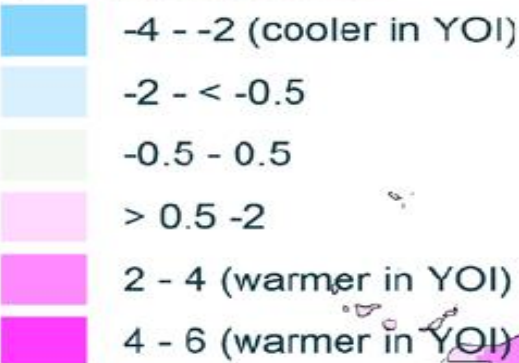 -4 - -2 (cooler in YOI)
-2 - < -0.5
-0.5 - 0.5
> 0.5 -2
2 - 4 (warmer in YOI)
4 - 6 (warmer in YOI)